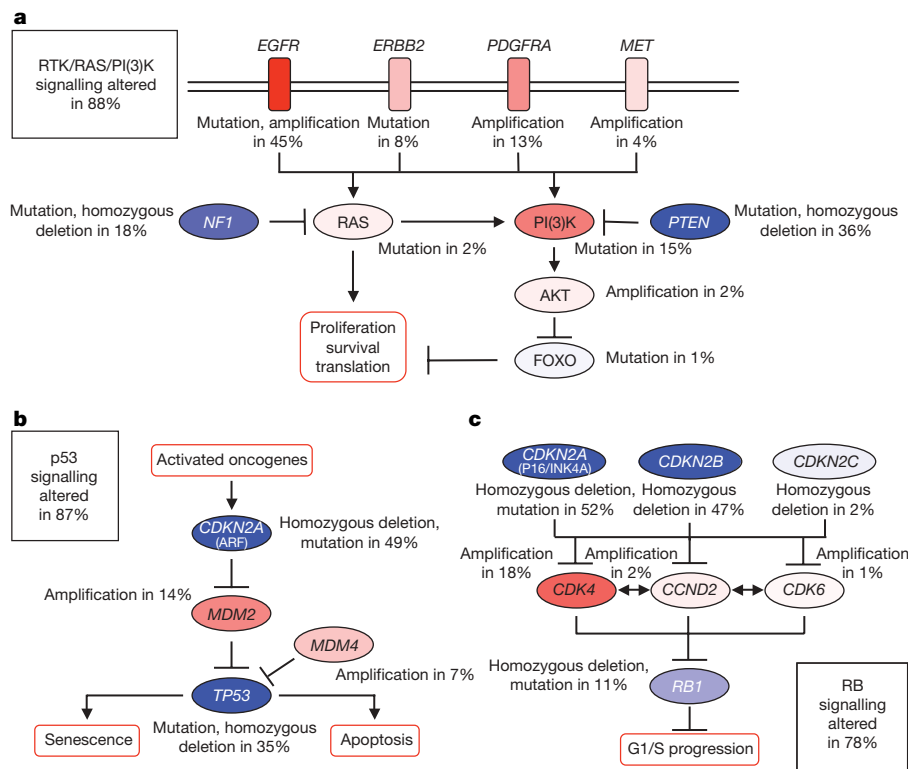 a
RTK/RAS/PI(3)K
signalling altered
in 88%
EGFR
ERBB2
PDGFRA
MET
Mutation, amplification
in 45%
Mutation
in 8%
Amplification
in 13%
Amplification
in 4%
Mutation, homozygous
deletion in 18%
NF1
RAS
Mutation in 2%
PI(3)K
Mutation in 15%
PTEN
Mutation, homozygous
deletion in 36%
AKT
Amplification in 2%
Proliferation
survival
translation
FOXO
Mutation in 1%
b
p53
signalling
altered
in 87%
Activated oncogenes
CDKN2A
(ARF)
Homozygous deletion,
mutation in 49%
Amplification in 14%
MDM2
MDM4
Amplification in 7%
TP53
Mutation, homozygous
deletion in 35%
Senescence
Apoptosis
c
CDKN2A
(P16/INK4A)
CDKN2B
CDKN2C
Homozygous deletion,
mutation in 52%
Homozygous
deletion in 47%
Homozygous
deletion in 2%
Amplification
in 18%
Amplification
in 2%
Amplification
in 1%
CDK4
CCND2
CDK6
Homozygous deletion,
mutation in 11%
RB1
G1/S progression
RB
signalling
altered
in 78%